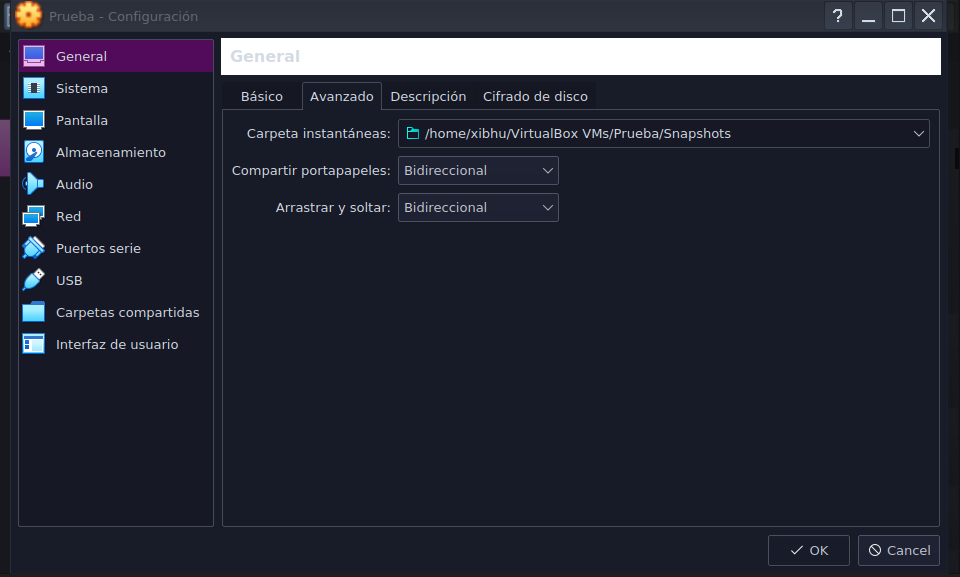 Prueba - Configuración
?
General
Sistema
Pantalla
Almacenamiento
Audio
Red
Puertos serie
USB
Carpetas compartidas
Interfaz de usuario
General
Básico Avanzado Descripción Cifrado de disco
Carpeta instantáneas: /home/xibhu/VirtualBox VMs/Prueba/Snapshots
Compartir portapapeles: Bidireccional
Arrastrar y soltar: Bidireccional
OK Cancel